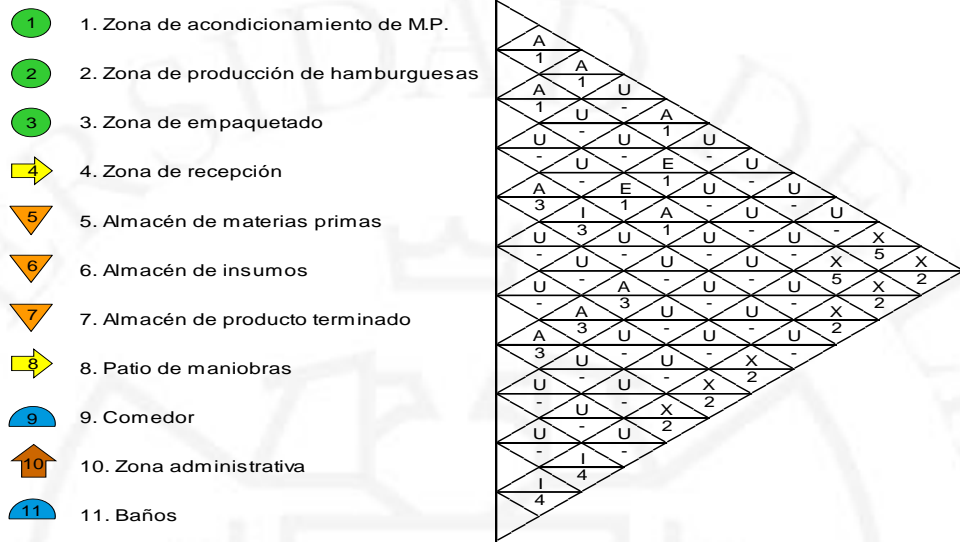 1 1. Zona de acondicionamiento de M.P.
2 2. Zona de producción de hamburguesas
3 3. Zona de empaquetado
4 4. Zona de recepción
5 5. Almacén de materias primas
6 6. Almacén de insumos
7 7. Almacén de producto terminado
8 8. Patio de maniobras
9 9. Comedor
10 10. Zona administrativa
11 11. Baños
A
1
A
1
A U
1 -
U A
- 1
U U U
- - -
U E U
- 1 -
A E U U
3 1 - -
I A U U
3 1 - -
U U U U X
- - - - 5
U U U X X
- - - 5 2
U A U U X
- 3 - - 2
A U U X
3 - - 2
A U U U
3 - - -
U U X
- - 2
U U X
- - 2
U X
- 2
U U
- -
I
4
I
4